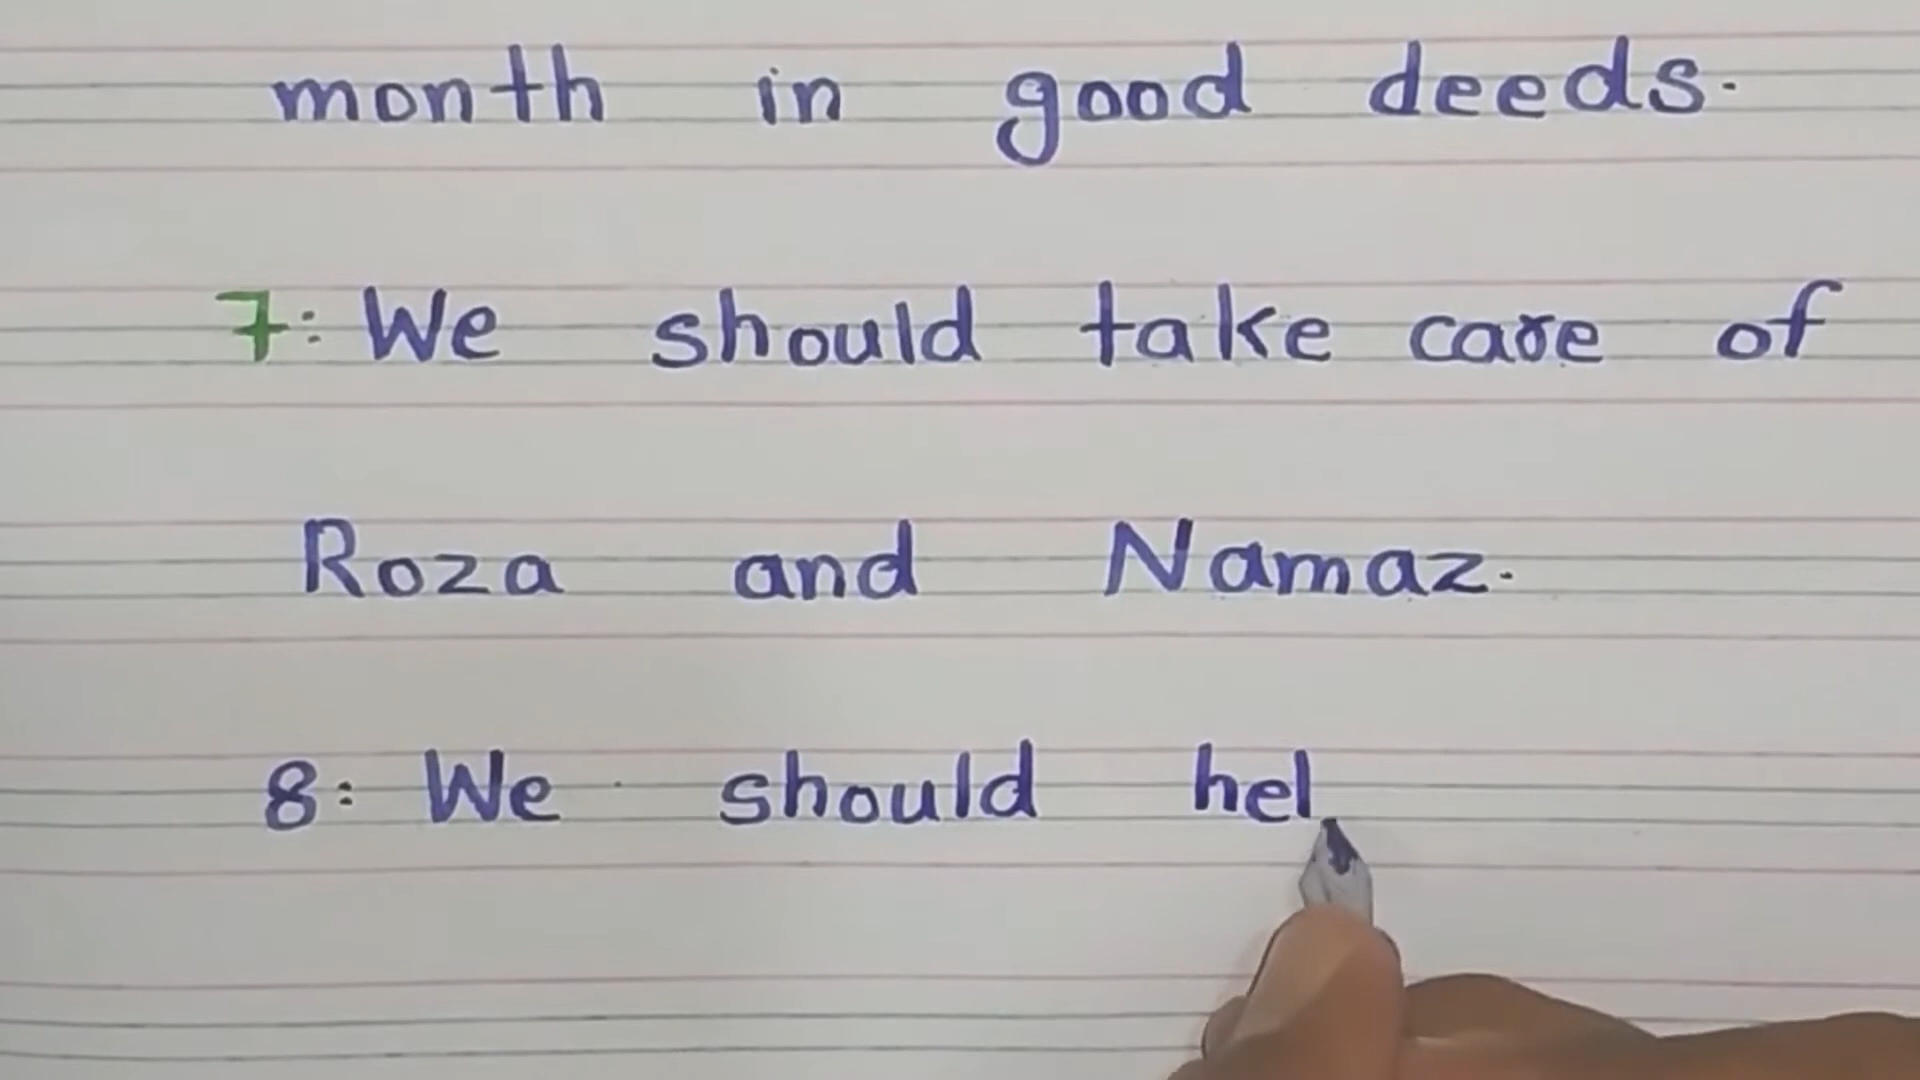 month in good deeds.
7: We should take care of
Roza and Namaz.
8: We should hel